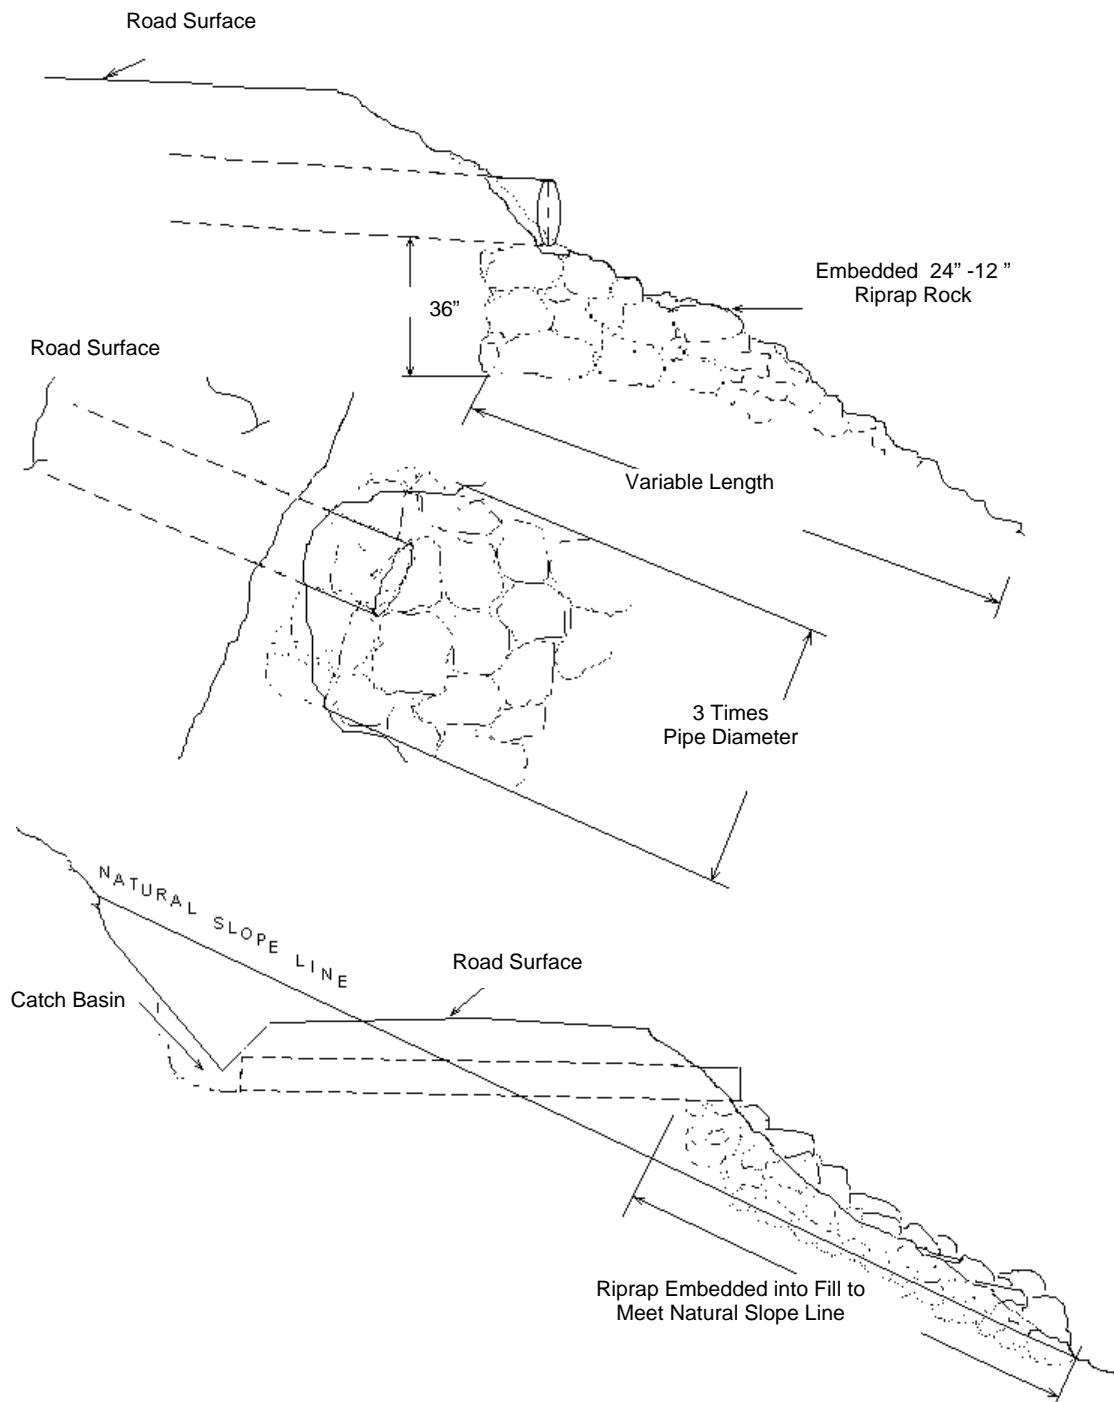 Road Surface
Embedded 24” -12 ”
Riprap Rock
36”
Road Surface
Variable Length
3 Times
Pipe Diameter
NATURAL SLOPE LINE
Road Surface
Catch Basin
Riprap Embedded into Fill to
Meet Natural Slope Line